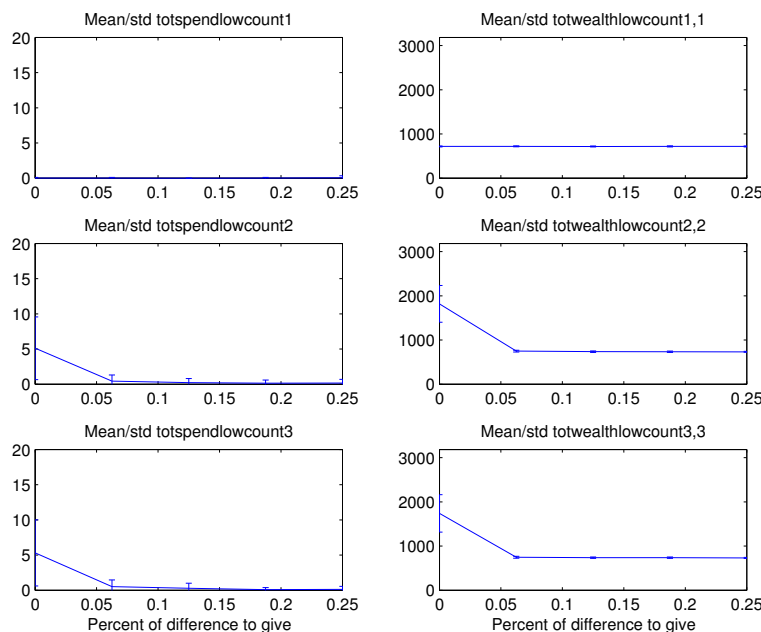 Mean/std totspendlowcount1
20
15
10
5
0
0 0.05 0.1 0.15 0.2 0.25
Mean/std totwealthlowcount1,1
3000
2000
1000
0
0 0.05 0.1 0.15 0.2 0.25
Mean/std totspendlowcount2
20
15
10
5
0
0 0.05 0.1 0.15 0.2 0.25
Mean/std totwealthlowcount2,2
3000
2000
1000
0
0 0.05 0.1 0.15 0.2 0.25
Mean/std totspendlowcount3
20
15
10
5
0
0 0.05 0.1 0.15 0.2 0.25
Percent of difference to give
Mean/std totwealthlowcount3,3
3000
2000
1000
0
0 0.05 0.1 0.15 0.2 0.25
Percent of difference to give